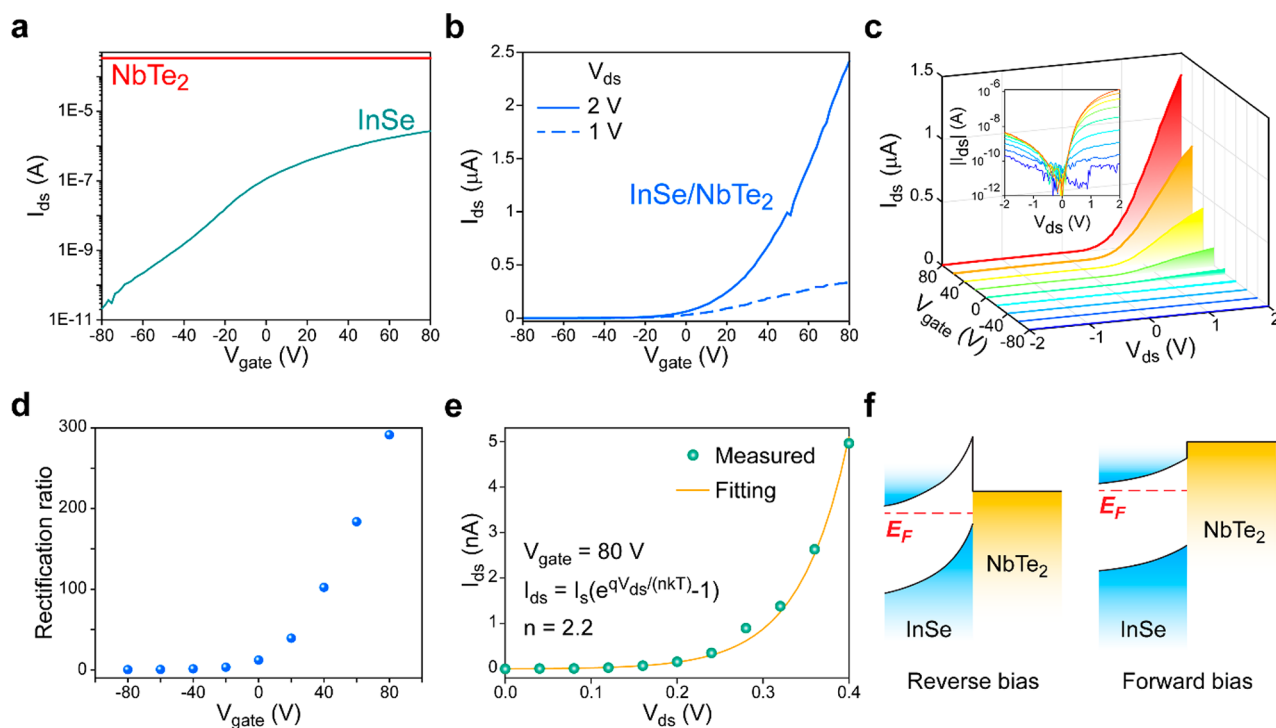 a
NbTe2
InSe
1E-5
1E-7
1E-9
1E-11
Ids (A)
-80 -60 -40 -20 0 20 40 60 80
Vgate (V)
b
Vds
2 V
1 V
InSe/NbTe2
2.5
2
1.5
1
0.5
0
Ids (μA)
-80 -60 -40 -20 0 20 40 60 80
Vgate (V)
c
1.5
1.0
0.5
0
Ids (μA)
10-6
10-8
10-10
10-12
||ds| (A)
-2 -1 0 1 2
Vds (V)
80
40
0
-40
-80
Vgate (V)
-2 -1 0 1 2
Vds (V)
d
300
200
100
0
Rectification ratio
-80 -40 0 40 80
Vgate (V)
e
Measured
Fitting
Vgate = 80 V
Ids = Is(eqVds/(nkT)-1)
n = 2.2
5
4
3
2
1
0
Ids (nA)
0.0 0.1 0.2 0.3 0.4
Vds (V)
f
EF
NbTe2
InSe
Reverse bias
EF
NbTe2
InSe
Forward bias